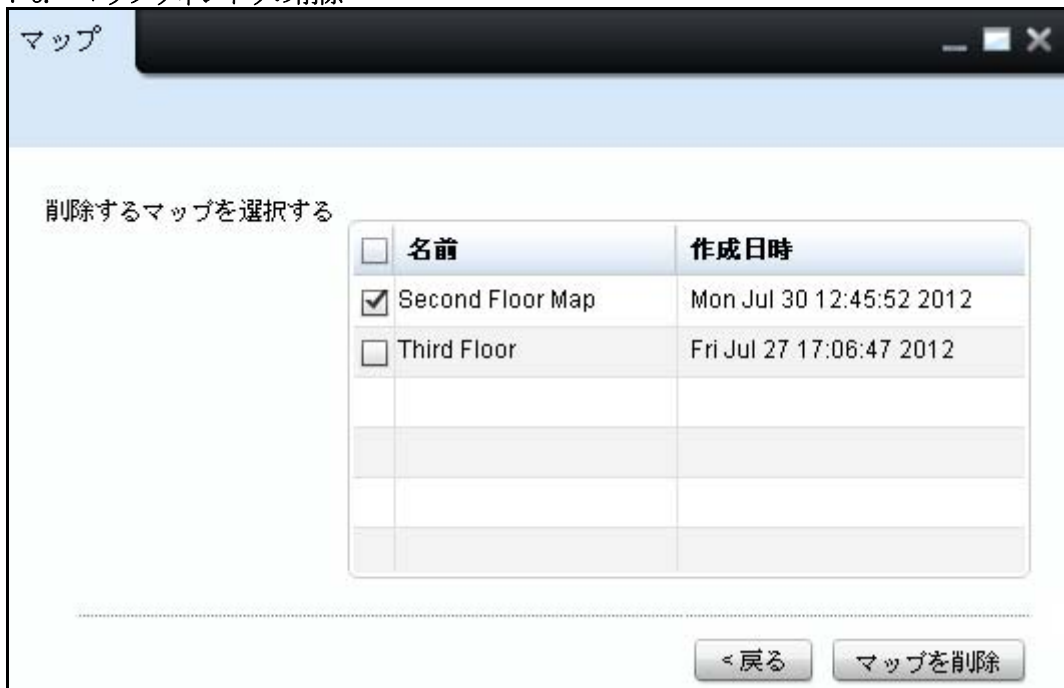 マップ
削除するマップを選択する
名前 作成日時
Second Floor Map Mon Jul 30 12:45:52 2012
Third Floor Fri Jul 27 17:06:47 2012
<戻る マップを削除